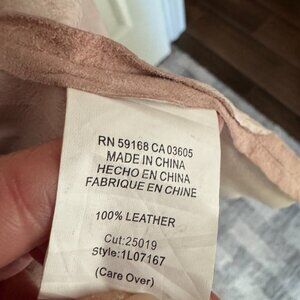 RN 59168 CA 03605
MADE IN CHINA
HECHO EN CHINA
FABRIQUE EN CHINE
100% LEATHER
Cut:25019
Style:1L07167
(Care Over)